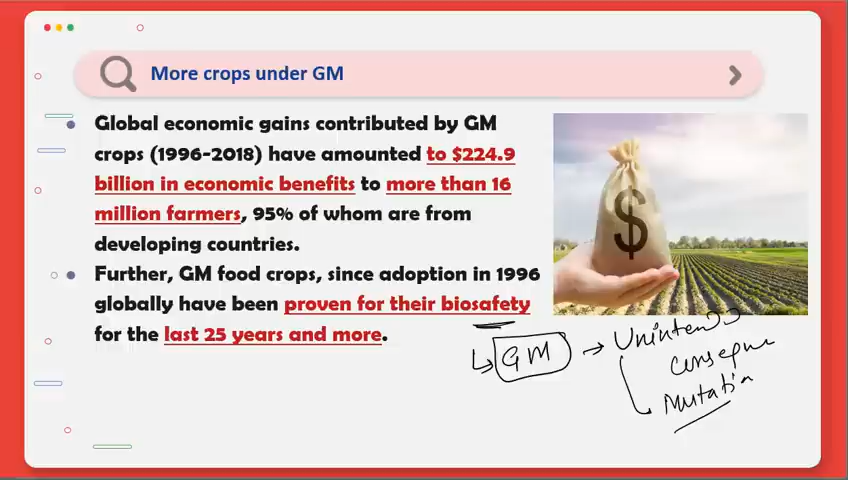 More crops under GM
Global economic gains contributed by GM
crops (1996-2018) have amounted to $224.9
billion in economic benefits to more than 16
million farmers, 95% of whom are from
developing countries.
Further, GM food crops, since adoption in 1996
globally have been proven for their biosafety
for the last 25 years and more.
$
GM